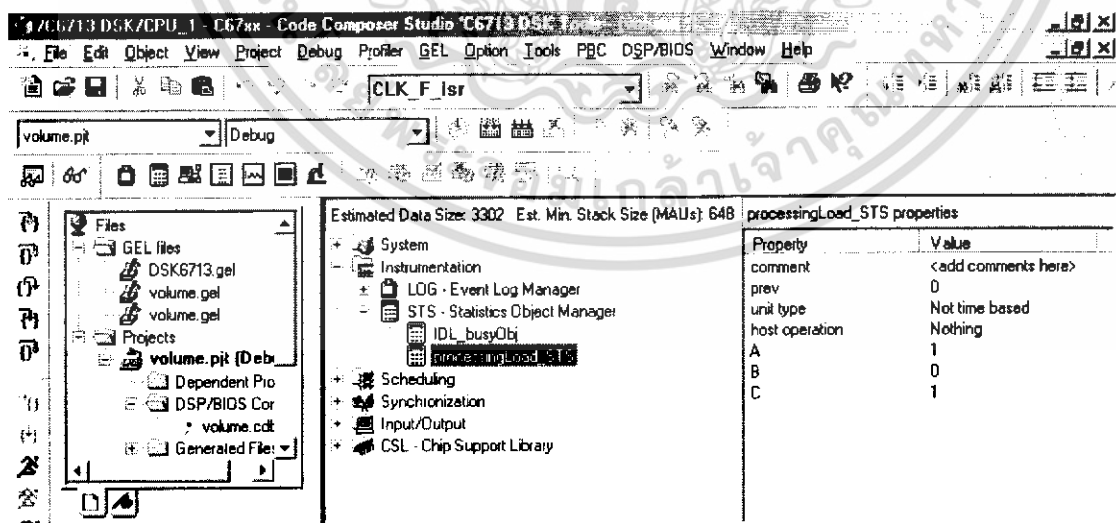 /C6713 DSK/CPU_1 - C67xx - Code Composer Studio 'C6713 DSK Tools
File Edit Object View Project Debug Profiler GEL Option Tools PBC DSP/BIOS Window Help
CLK_F_isr
volume.pjt Debug
Files
GEL files
DSK6713.gel
volume.gel
volume.gel
Projects
volume.pjt (Deb
Dependent Pro
DSP/BIOS Cor
volume.cdt
Generated File:
Estimated Data Size: 3302 Est. Min. Stack Size (MAUs): 648
System
Instrumentation
LOG - Event Log Manager
STS - Statistics Object Manager
IDL_busyObj
processingLoad_STS
Scheduling
Synchronization
Input/Output
CSL - Chip Support Library
processingLoad_STS properties
Property Value
comment <add comments here>
prev 0
unit type Not time based
host operation Nothing
A 1
B 0
C 1